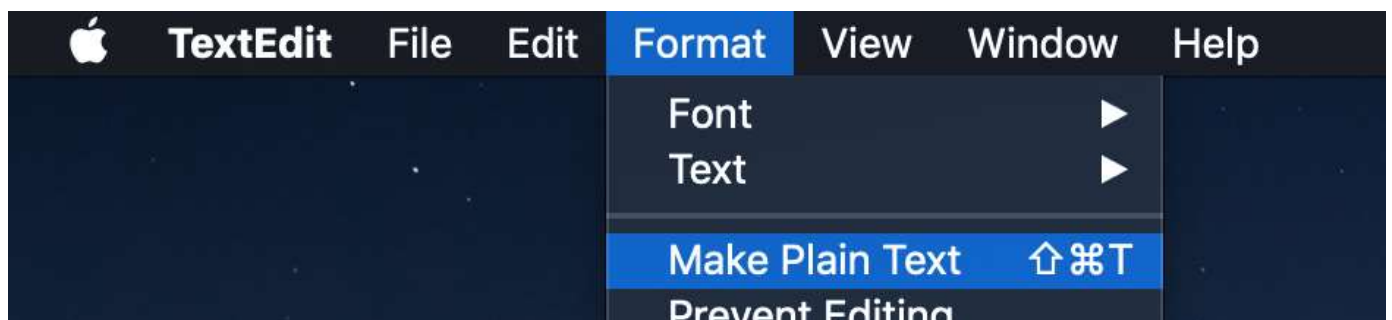 TextEdit File Edit Format View Window Help
Font
Text
Make Plain Text ⇧⌘T
Prevent Editing